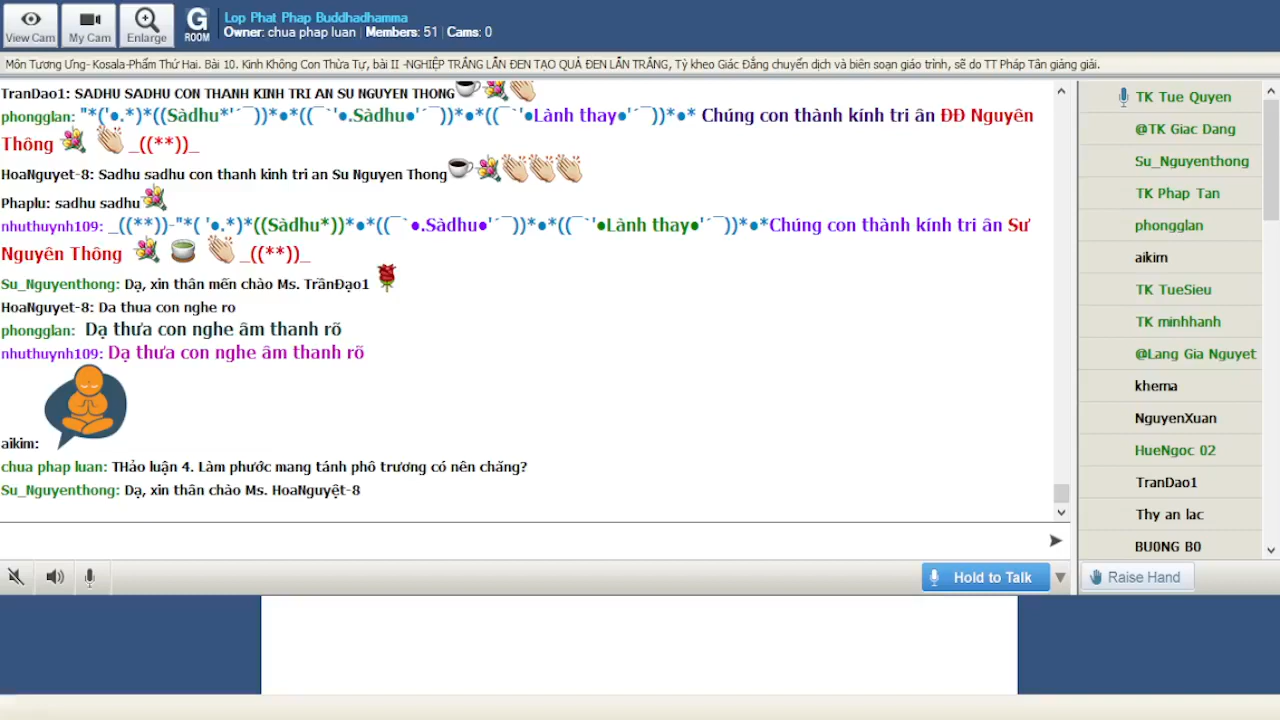 View Cam
My Cam
Enlarge
G
ROOM
Lop Phat Phap Buddhadhamma
Owner: chua phap luan | Members: 51 | Cams: 0
Môn Tương Ưng- Kosala-Phẩm Thứ Hai. Bài 10. Kinh Không Con Thừa Tự, bài II -NGHIỆP TRẮNG LẪN ĐEN TẠO QUẢ ĐEN LẪN TRẮNG, Tỳ kheo Giác Đẳng chuyển dịch và biên soạn giáo trình, sẽ do TT Pháp Tân giảng giải.
TranDao1: SADHU SADHU CON THANH KINH TRI AN SU NGUYEN THONG
phongglan: "*('●.*)*((Sàdhu*'´¯))*●*((¯`'●.Sàdhu●'´¯))*●*((¯`'●Lành thay●'´¯))*●* Chúng con thành kính tri ân ĐĐ Nguyên
Thông _((**))_
HoaNguyet-8: Sadhu sadhu con thanh kinh tri an Su Nguyen Thong
Phaplu: sadhu sadhu
nhuthuynh109: _((**))-"*( '●.*)*((Sàdhu*))*●*((¯`●.Sàdhu●'´¯))*●*((¯`'●Lành thay●'´¯))*●*Chúng con thành kính tri ân Sư
Nguyên Thông _((**))_
Su_Nguyenthong: Dạ, xin thân mến chào Ms. TrầnĐạo1
HoaNguyet-8: Da thua con nghe ro
phongglan: Dạ thưa con nghe âm thanh rõ
nhuthuynh109: Dạ thưa con nghe âm thanh rõ
aikim:
chua phap luan: THảo luận 4. Làm phước mang tánh phô trương có nên chăng?
Su_Nguyenthong: Dạ, xin thân chào Ms. HoaNguyệt-8
TK Tue Quyen
@TK Giac Dang
Su_Nguyenthong
TK Phap Tan
phongglan
aikim
TK TueSieu
TK minhhanh
@Lang Gia Nguyet
khema
NguyenXuan
HueNgoc 02
TranDao1
Thy an lac
BU0NG B0
Hold to Talk
Raise Hand